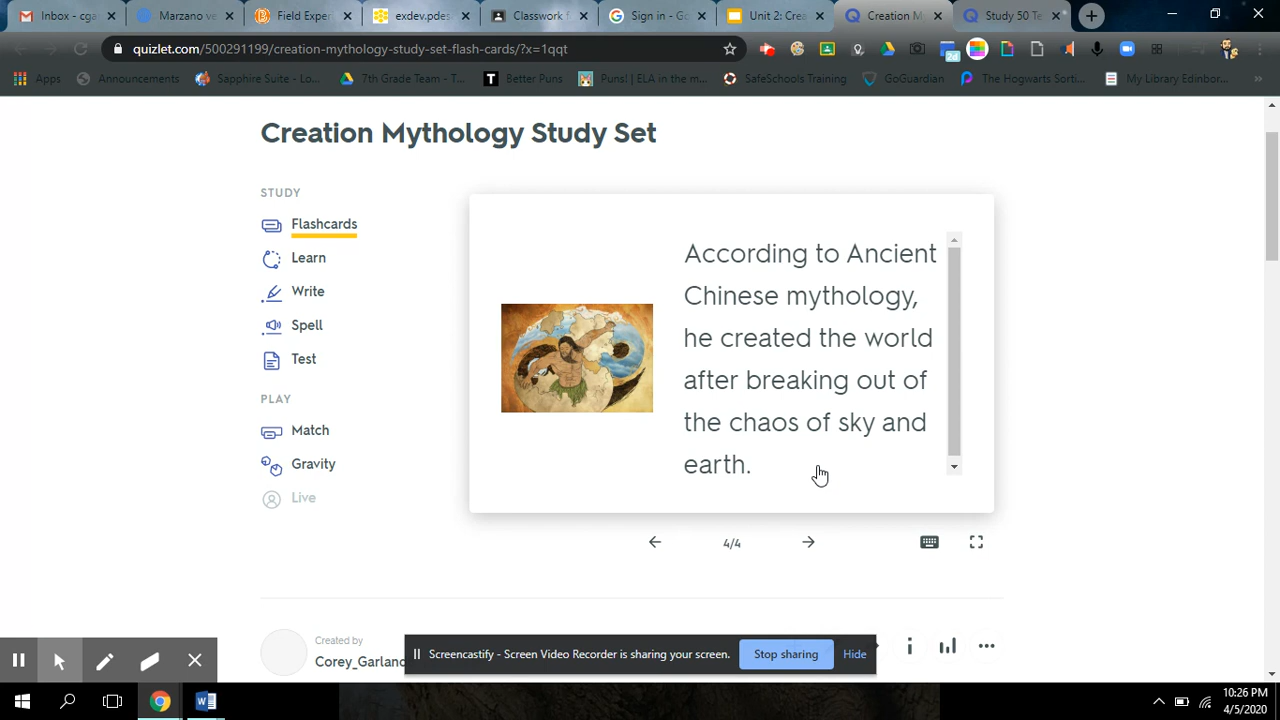 Inbox - cga
Marzano ve
Field Exper
exdev.pdes
Classwork f
Sign in - Go
Unit 2: Cre
Creation M
Study 50 Te
quizlet.com/500291199/creation-mythology-study-set-flash-cards/?x=1qqt
2d
Apps
Announcements
Sapphire Suite - Lo...
7th Grade Team - T...
T
Better Puns
Puns! | ELA in the m...
SafeSchools Training
GoGuardian
The Hogwarts Sorti...
My Library Edinbor...
»
Creation Mythology Study Set
STUDY
Flashcards
Learn
Write
Spell
Test
PLAY
Match
Gravity
Live
According to Ancient
Chinese mythology,
he created the world
after breaking out of
the chaos of sky and
earth.
4/4
Created by
Corey_Garland
Screencastify - Screen Video Recorder is sharing your screen.
Stop sharing
Hide
10:26 PM
4/5/2020